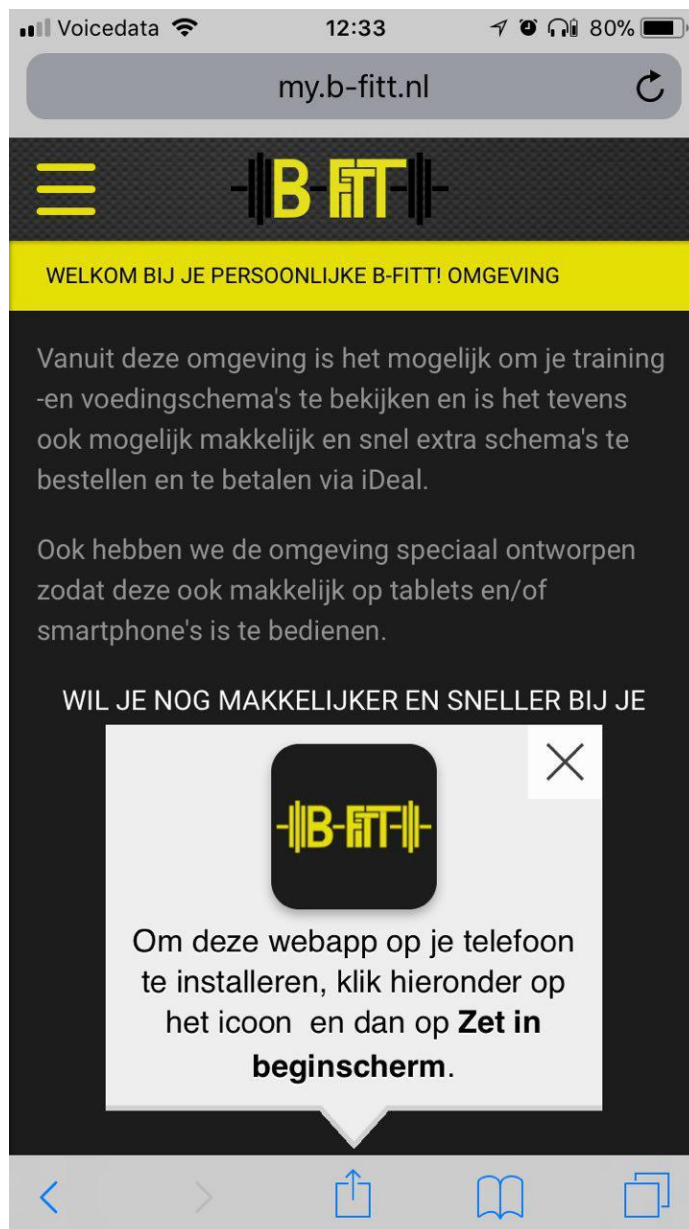 Voicedata 12:33 80%
my.b-fitt.nl
B-FITT
WELKOM BIJ JE PERSOONLIJKE B-FITT! OMGEVING
Vanuit deze omgeving is het mogelijk om je training
-en voedingschema's te bekijken en is het tevens
ook mogelijk makkelijk en snel extra schema's te
bestellen en te betalen via iDeal.
Ook hebben we de omgeving speciaal ontworpen
zodat deze ook makkelijk op tablets en/of
smartphone's is te bedienen.
WIL JE NOG MAKKELIJKER EN SNELLER BIJ JE
B-FITT
Om deze webapp op je telefoon
te installeren, klik hieronder op
het icoon en dan op Zet in
beginscherm.